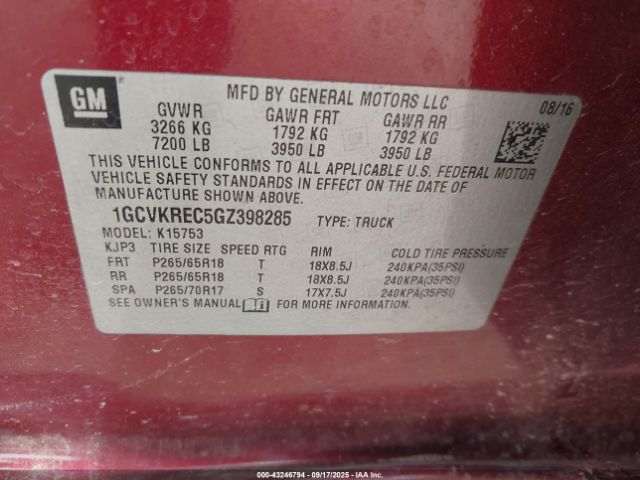 GM
MFD BY GENERAL MOTORS LLC
08/16
GVWR GAWR FRT GAWR RR
3266 KG 1792 KG 1792 KG
7200 LB 3950 LB 3950 LB
THIS VEHICLE CONFORMS TO ALL APPLICABLE U.S. FEDERAL MOTOR
VEHICLE SAFETY STANDARDS IN EFFECT ON THE DATE OF
MANUFACTURE SHOWN ABOVE.
1GCVKREC5GZ398285 TYPE: TRUCK
MODEL: K15753
KJP3 TIRE SIZE SPEED RTG RIM COLD TIRE PRESSURE
FRT P265/65R18 T 18X8.5J 240KPA(35PSI)
RR P265/65R18 T 18X8.5J 240KPA(35PSI)
SPA P265/70R17 S 17X7.5J 240KPA(35PSI)
SEE OWNER'S MANUAL FOR MORE INFORMATION.
© 000-43246794 - 09/17/2025 - IAA, Inc.